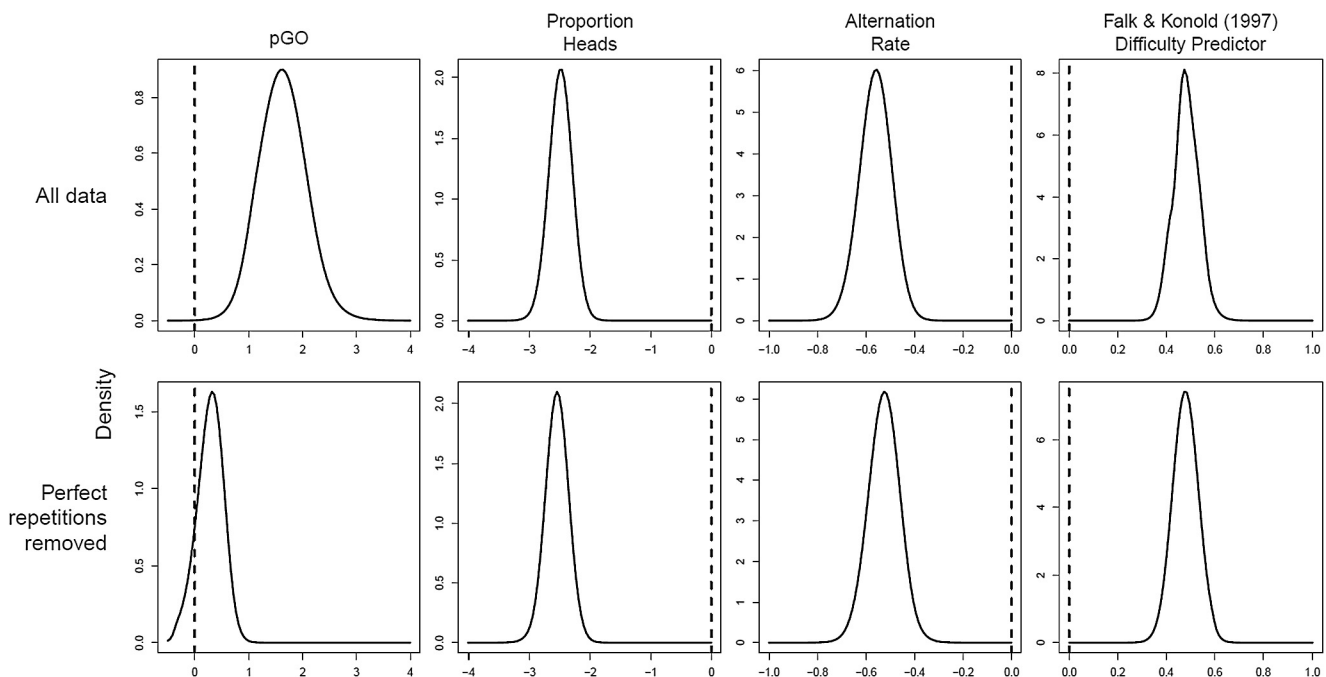 pGO
Proportion
Heads
Alternation
Rate
Falk & Konold (1997)
Difficulty Predictor
All data
0.0 0.2 0.4 0.6 0.8
0 1 2 3 4
0.0 0.5 1.0 1.5 2.0
−4 −3 −2 −1 0
0 1 2 3 4 5 6
−1.0 −0.8 −0.6 −0.4 −0.2 0.0
0 2 4 6 8
0.0 0.2 0.4 0.6 0.8 1.0
Density
Perfect
repetitions
removed
0.0 0.5 1.0 1.5
0 1 2 3 4
0.0 0.5 1.0 1.5 2.0
−4 −3 −2 −1 0
0 1 2 3 4 5 6
−1.0 −0.8 −0.6 −0.4 −0.2 0.0
0 2 4 6
0.0 0.2 0.4 0.6 0.8 1.0